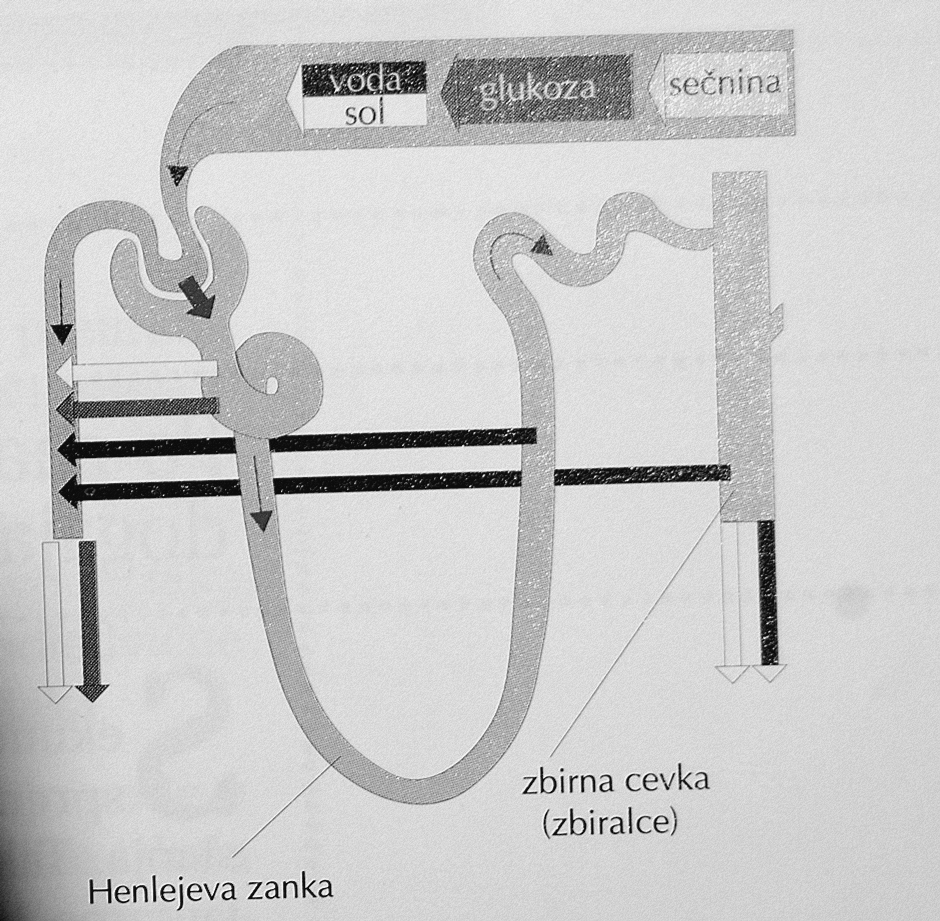 voda
sol
glukoza
sečnina
zbirna cevka
(zbiralce)
Henlejeva zanka